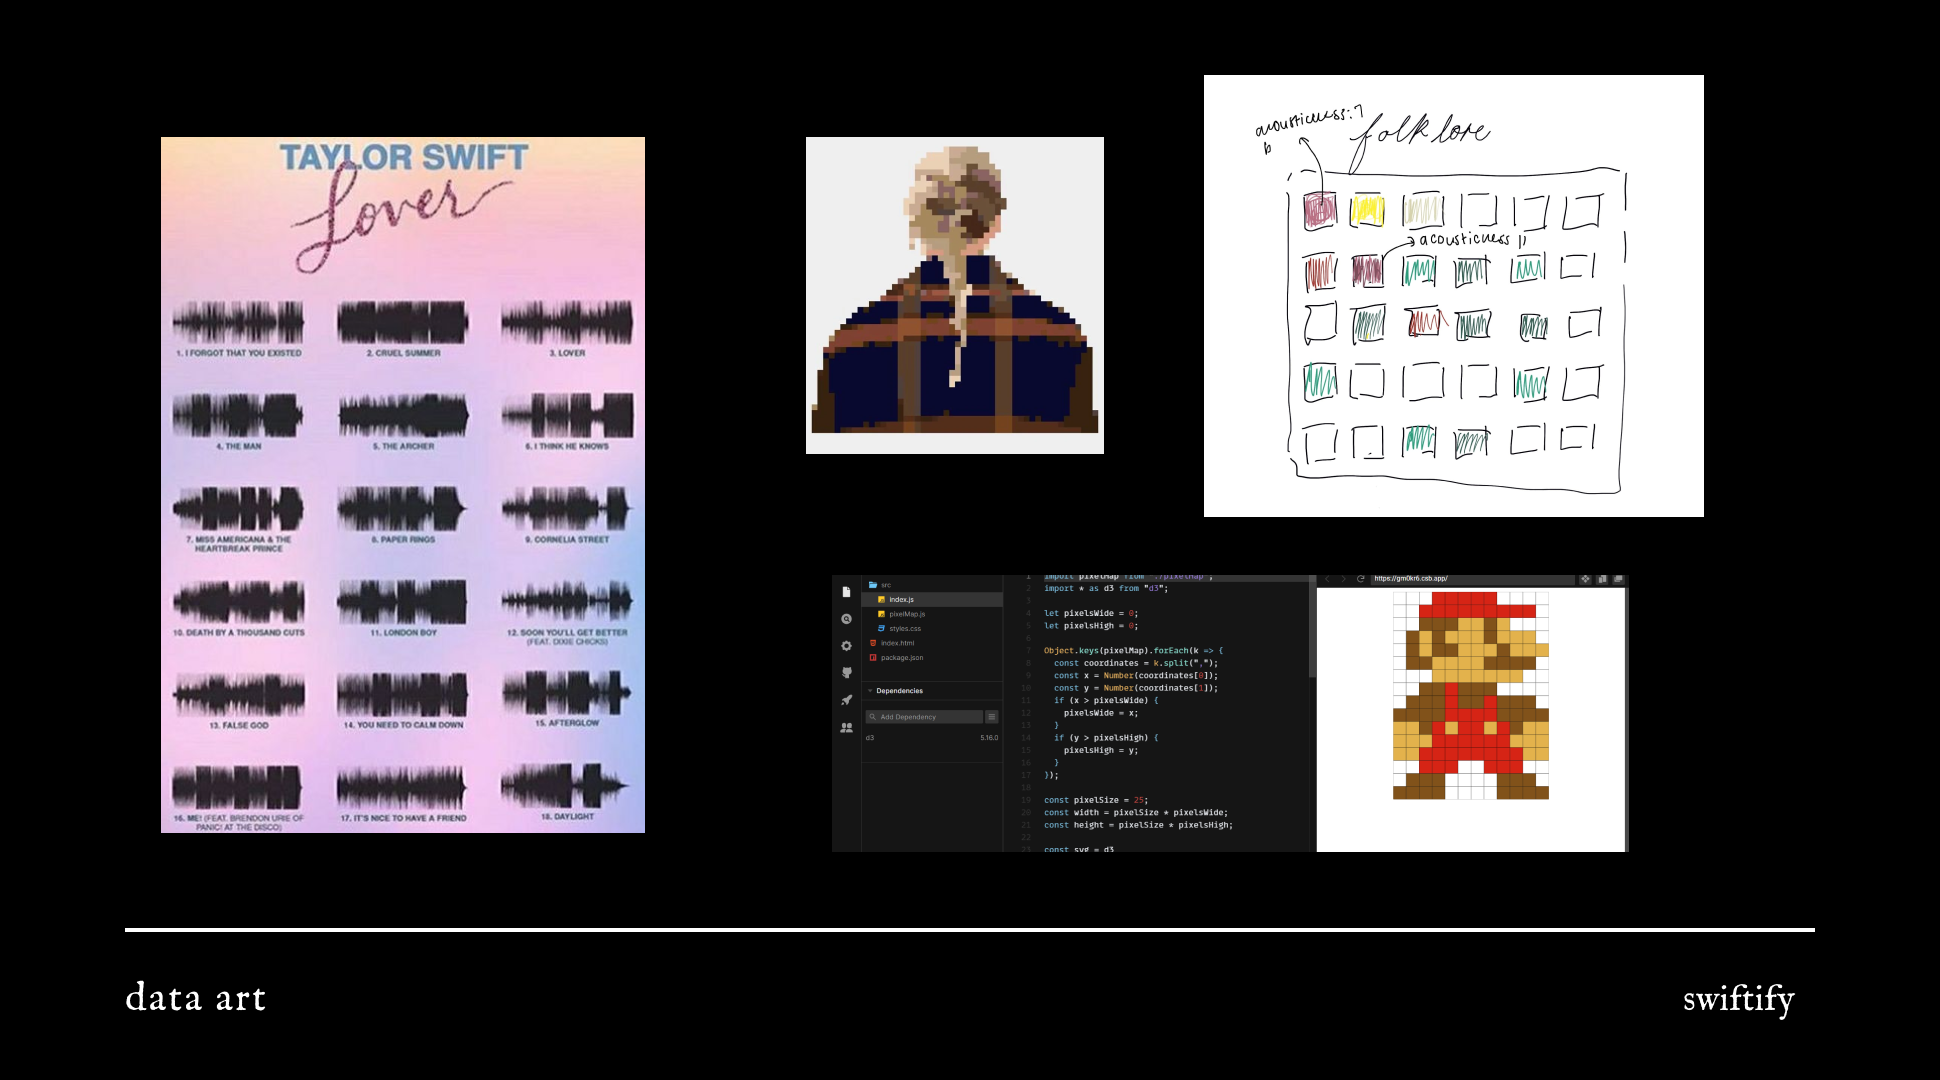 TAYLOR SWIFT
Lover
1. I FORGOT THAT YOU EXISTED
2. CRUEL SUMMER
3. LOVER
4. THE MAN
5. THE ARCHER
6. I THINK HE KNOWS
7. MISS AMERICANA & THE
HEARTBREAK PRINCE
8. PAPER RINGS
9. CORNELIA STREET
10. DEATH BY A THOUSAND CUTS
11. LONDON BOY
12. SOON YOU'LL GET BETTER
(FEAT. DIXIE CHICKS)
13. FALSE GOD
14. YOU NEED TO CALM DOWN
15. AFTERGLOW
16. ME! (FEAT. BRENDON URIE OF
PANIC! AT THE DISCO)
17. IT'S NICE TO HAVE A FRIEND
18. DAYLIGHT
acousticness:
folklore
acousticness
src
index.js
pixelMap.js
styles.css
index.html
package.json
Dependencies
Add Dependency
d3 5.16.0
1 import pixelMap from "./pixelMap";
2 import * as d3 from "d3";
3
4 let pixelsWide = 0;
5 let pixelsHigh = 0;
6
7 Object.keys(pixelMap).forEach(k => {
8 const coordinates = k.split(",");
9 const x = Number(coordinates[0]);
10 const y = Number(coordinates[1]);
11 if (x > pixelsWide) {
12 pixelsWide = x;
13 }
14 if (y > pixelsHigh) {
15 pixelsHigh = y;
16 }
17 });
18
19 const pixelSize = 25;
20 const width = pixelSize * pixelsWide;
21 const height = pixelSize * pixelsHigh;
22
23 const svg = d3
https://gm0kr6.csb.app/
data art
swiftify